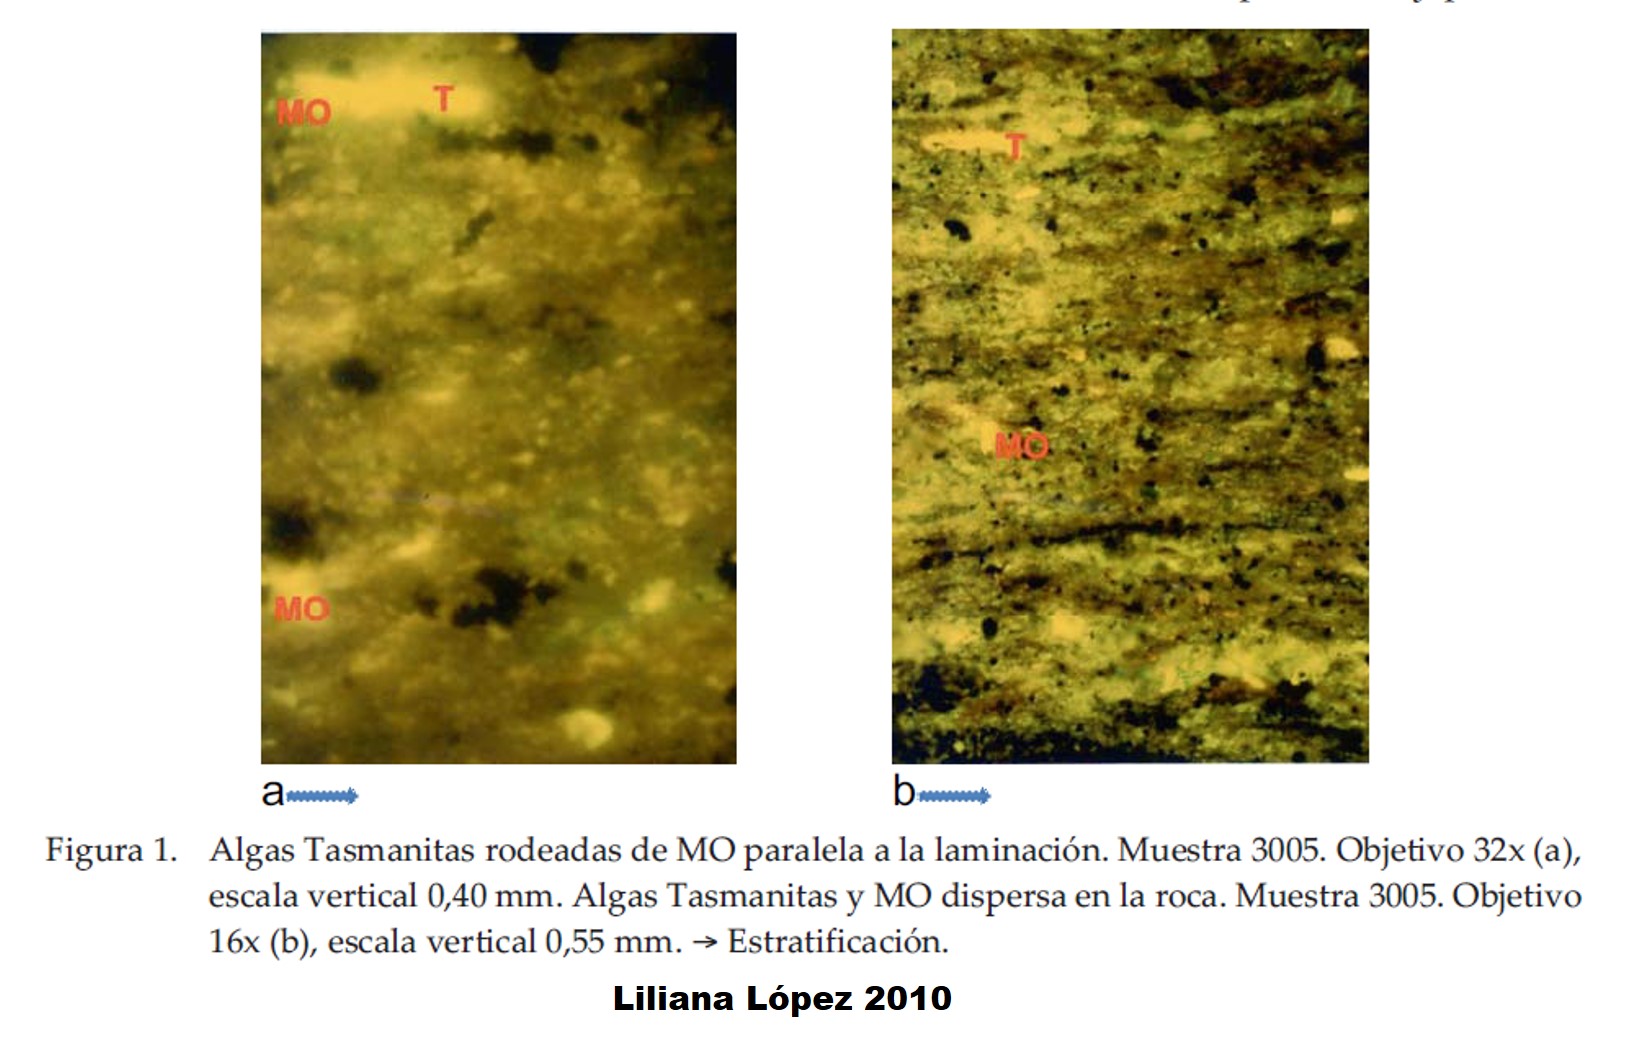 MO
T
MO
T
MO
a
b
Figura 1. Algas Tasmanitas rodeadas de MO paralela a la laminación. Muestra 3005. Objetivo 32x (a),
escala vertical 0,40 mm. Algas Tasmanitas y MO dispersa en la roca. Muestra 3005. Objetivo
16x (b), escala vertical 0,55 mm. → Estratificación.
Liliana López 2010